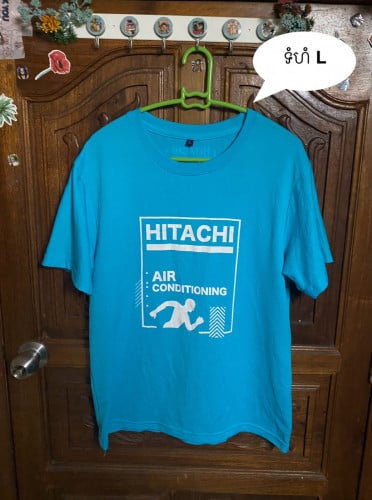 ទំហំ L
HITACHI
AIR
CONDITIONING